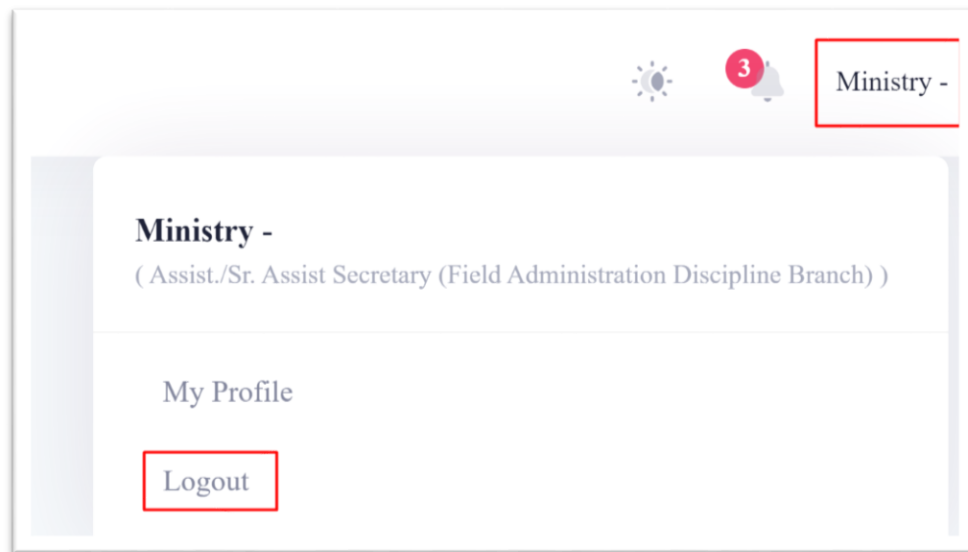 3
Ministry -
Ministry -
( Assist./Sr. Assist Secretary (Field Administration Discipline Branch) )
My Profile
Logout